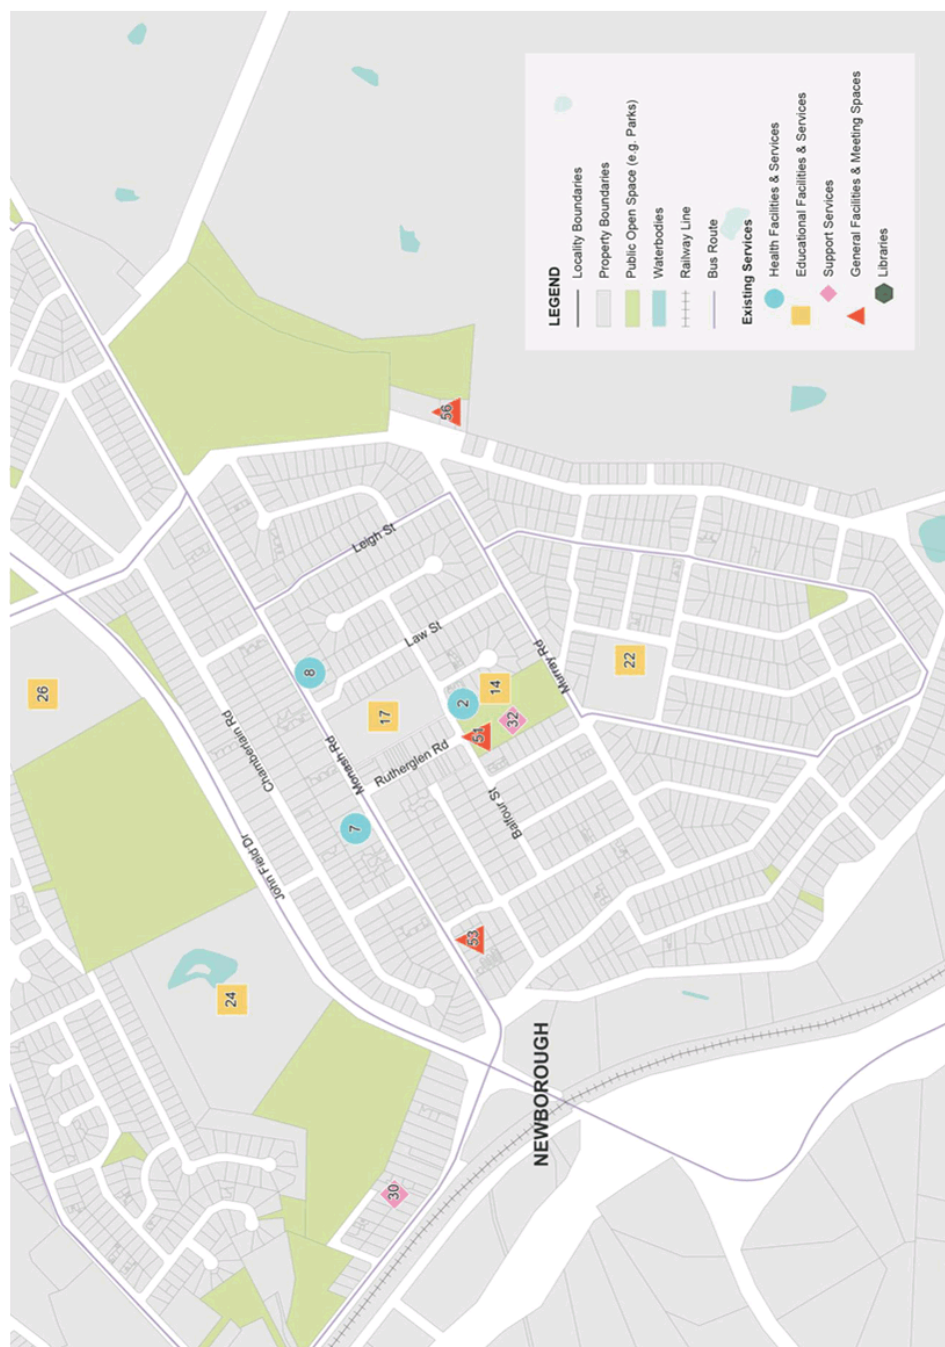 LEGEND
Locality Boundaries
Property Boundaries
Public Open Space (e.g. Parks)
Waterbodies
Railway Line
Bus Route
Existing Services
Health Facilities & Services
Educational Facilities & Services
Support Services
General Facilities & Meeting Spaces
Libraries
NEWBOROUGH
John Field Dr
Chamberlain Rd
Monash Rd
Rutherglen Rd
Balfour St
Law St
Leigh St
Murray Rd
30
24
26
53
7
8
17
51
2
14
32
22
56